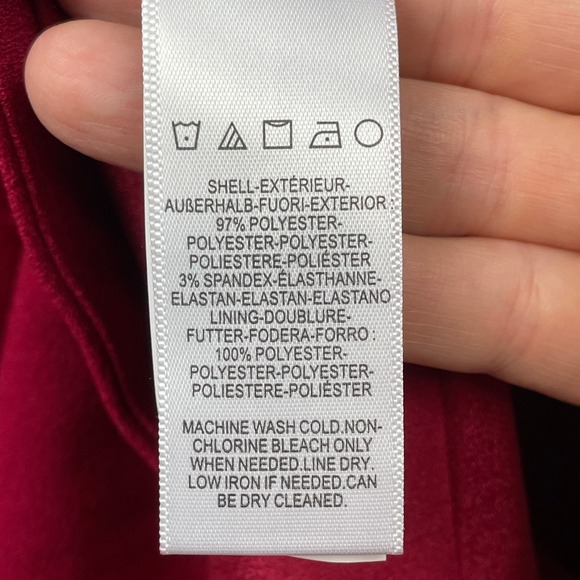 SHELL-EXTÉRIEUR-
AUßERHALB-FUORI-EXTERIOR :
97% POLYESTER-
POLYESTER-POLYESTER-
POLIESTERE-POLIÉSTER
3% SPANDEX-ÉLASTHANNE-
ELASTAN-ELASTAN-ELASTANO
LINING-DOUBLURE-
FUTTER-FODERA-FORRO :
100% POLYESTER-
POLYESTER-POLYESTER-
POLIESTERE-POLIÉSTER
MACHINE WASH COLD.NON-
CHLORINE BLEACH ONLY
WHEN NEEDED.LINE DRY.
LOW IRON IF NEEDED.CAN
BE DRY CLEANED.